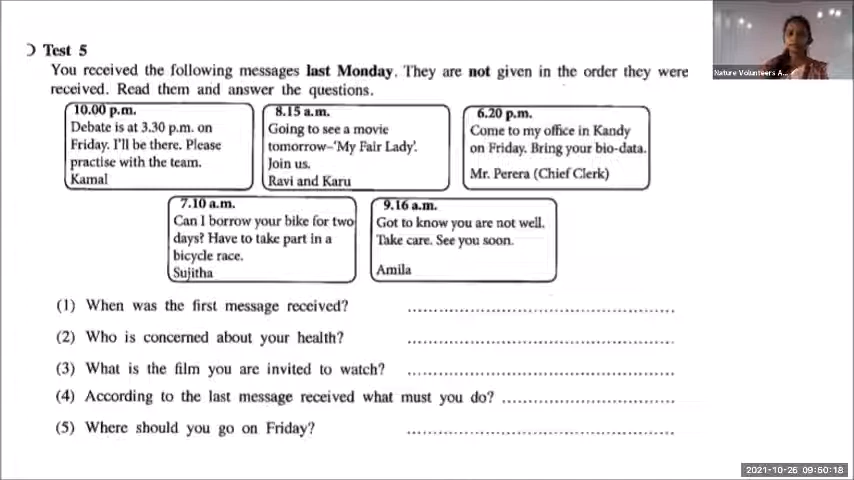 Test 5
You received the following messages last Monday. They are not given in the order they were
received. Read them and answer the questions.
10.00 p.m.
Debate is at 3.30 p.m. on
Friday. I'll be there. Please
practise with the team.
Kamal
8.15 a.m.
Going to see a movie
tomorrow–'My Fair Lady'.
Join us.
Ravi and Karu
6.20 p.m.
Come to my office in Kandy
on Friday. Bring your bio-data.
Mr. Perera (Chief Clerk)
7.10 a.m.
Can I borrow your bike for two
days? Have to take part in a
bicycle race.
Sujitha
9.16 a.m.
Got to know you are not well.
Take care. See you soon.
Amila
(1) When was the first message received? ........................................
(2) Who is concerned about your health? ........................................
(3) What is the film you are invited to watch? ........................................
(4) According to the last message received what must you do? ..........................
(5) Where should you go on Friday? ........................................
Nature Volunteers A...
2021-10-26 09:50:18